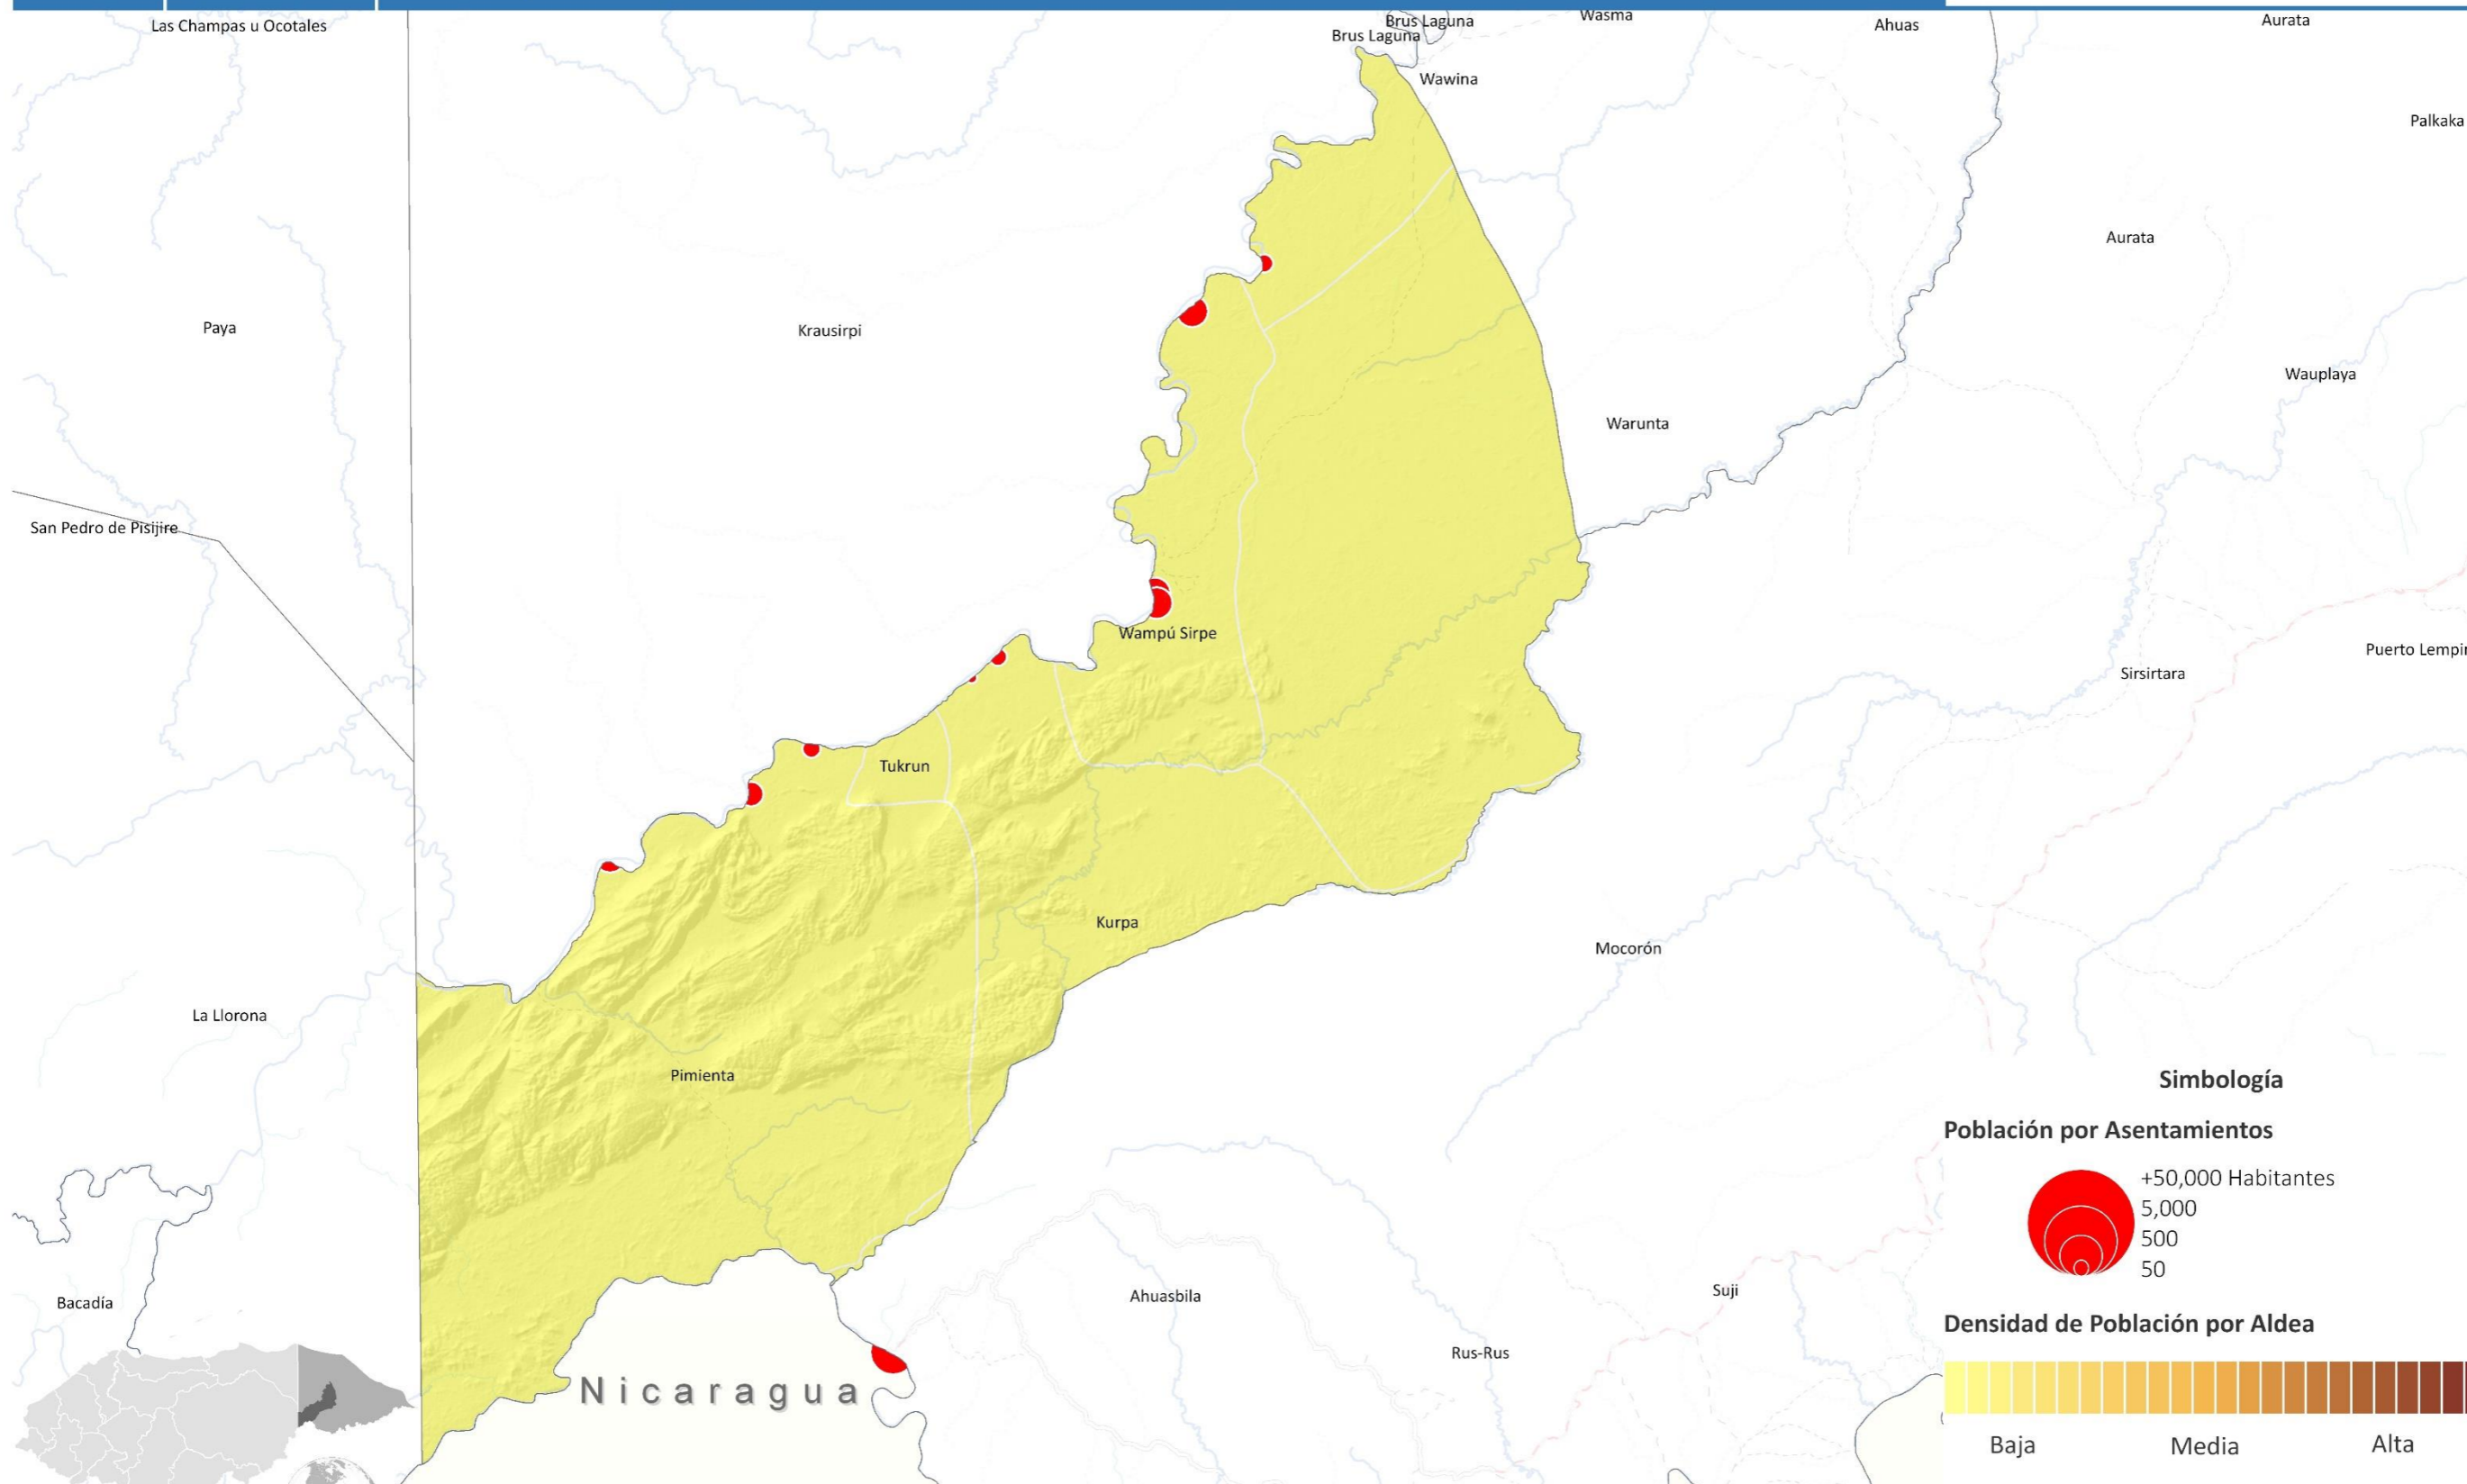 Las Champas u Ocotales
Brus Laguna
Wasma
Ahuas
Aurata
Brus Laguna
Wawina
Palkaka
Aurata
Paya
Krausirpi
Wauplaya
Warunta
San Pedro de Pisijire
Wampú Sirpe
Puerto Lempir
Sirsirtara
Tukrun
Kurpa
Mocorón
La Llorona
Pimienta
Simbología
Población por Asentamientos
+50,000 Habitantes
5,000
500
50
Bacadía
Ahuasbila
Suji
Densidad de Población por Aldea
Rus-Rus
Nicaragua
Baja
Media
Alta